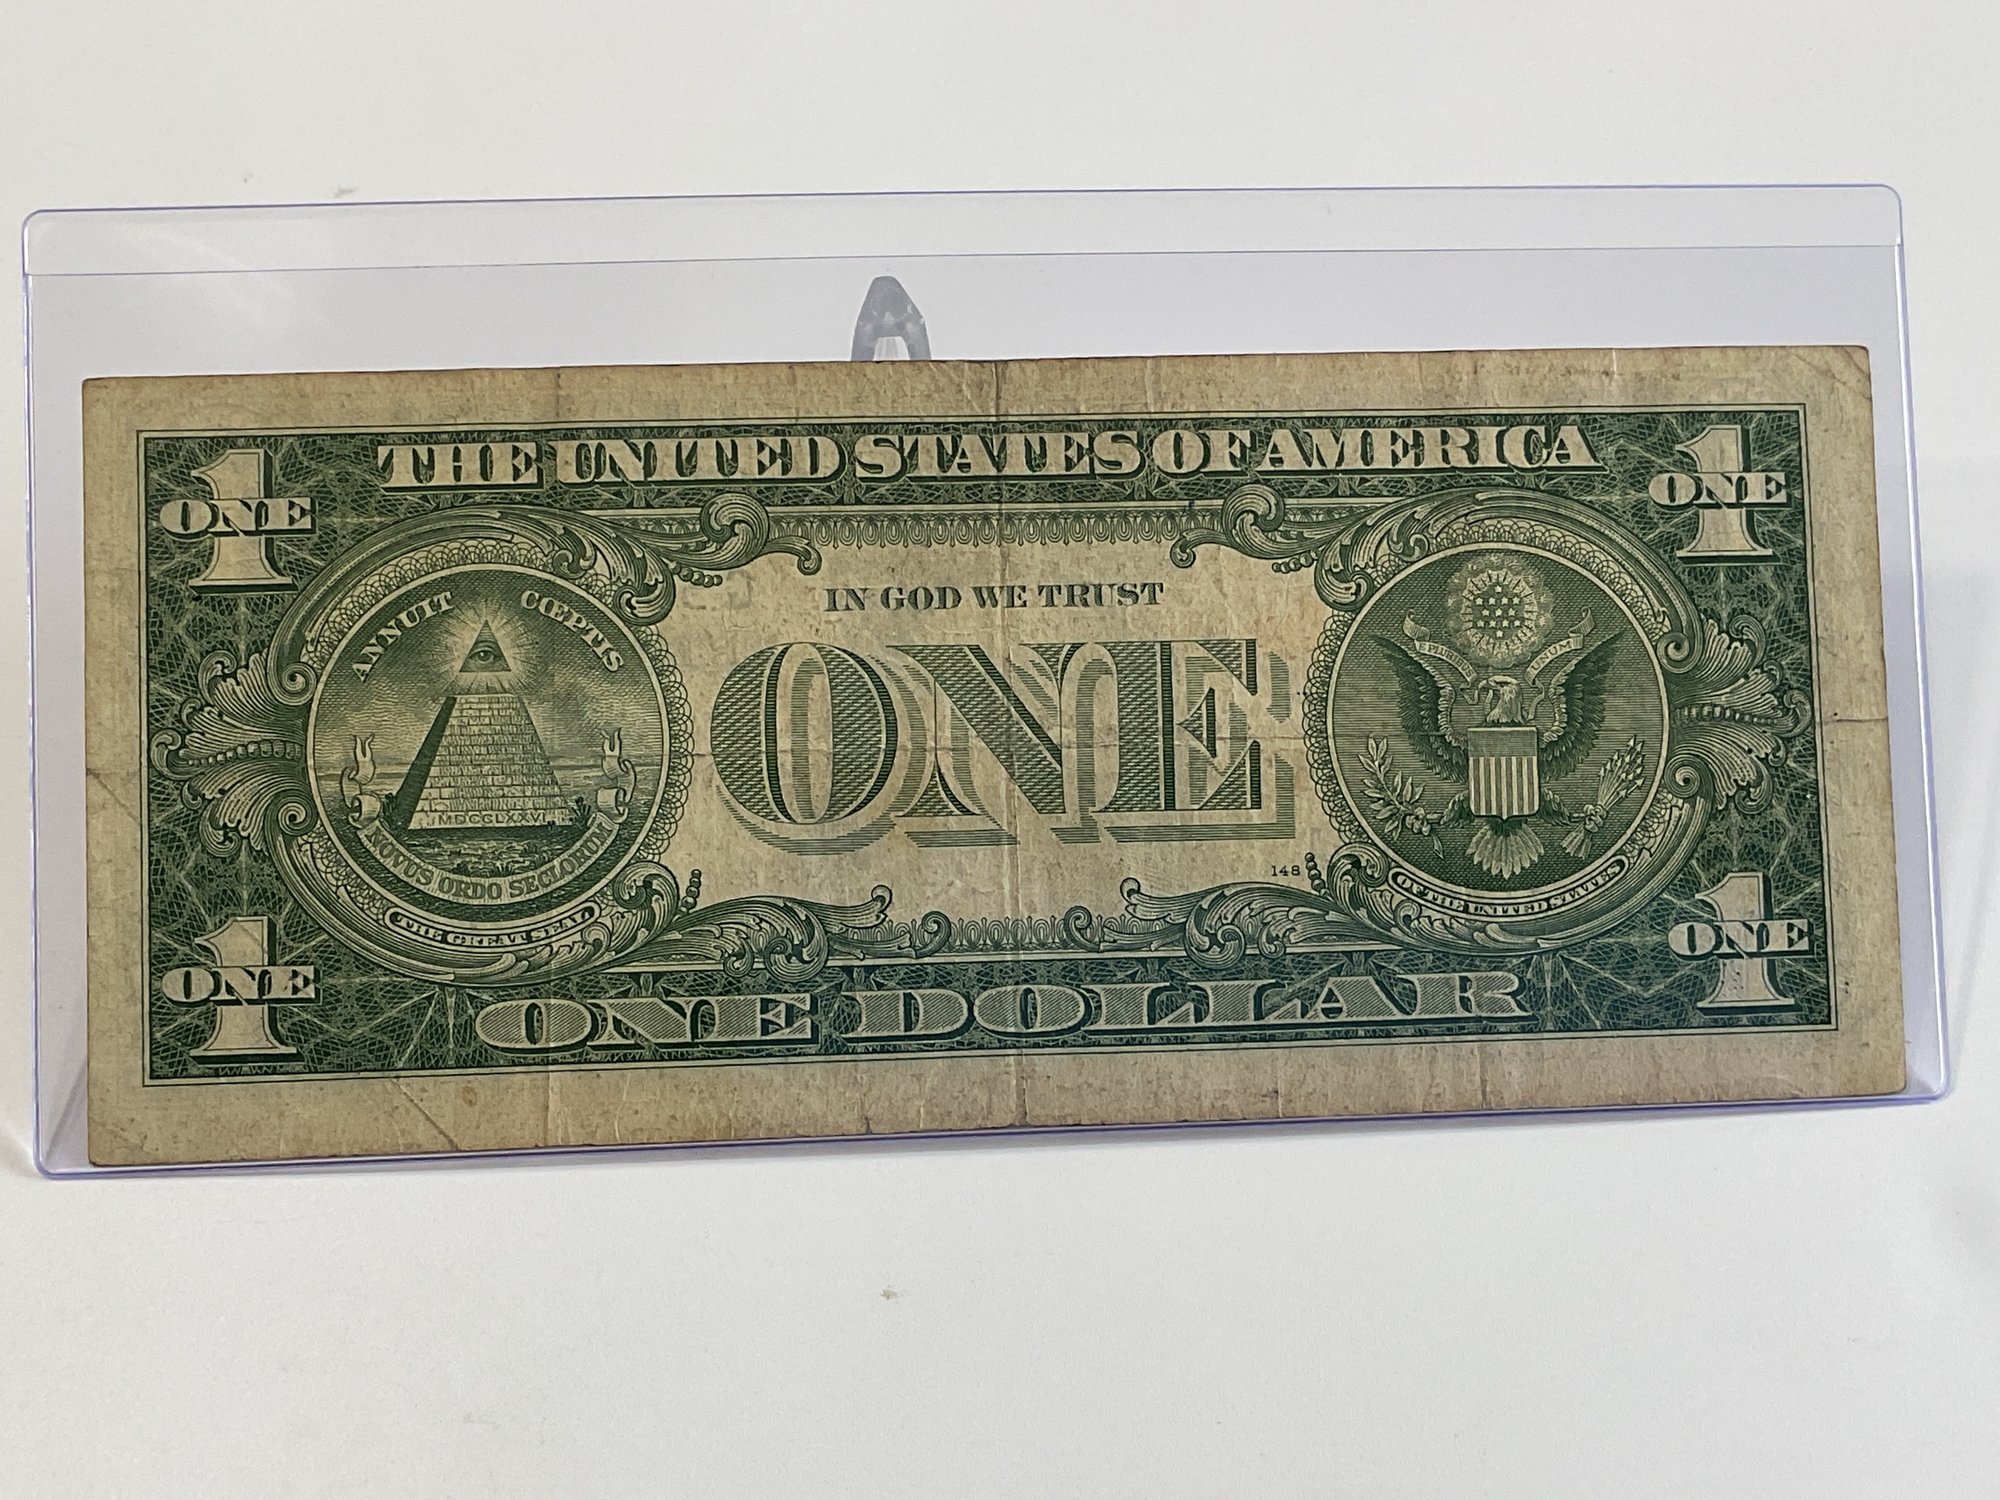 THE UNITED STATES OF AMERICA
1
ONE
1
ONE
ANNUIT CŒPTIS
IN GOD WE TRUST
E PLURIBUS UNUM
ONE
MDCCLXXVI
NOVUS ORDO SECLORUM
THE GREAT SEAL
148
OF THE UNITED STATES
1
ONE
1
ONE
ONE DOLLAR